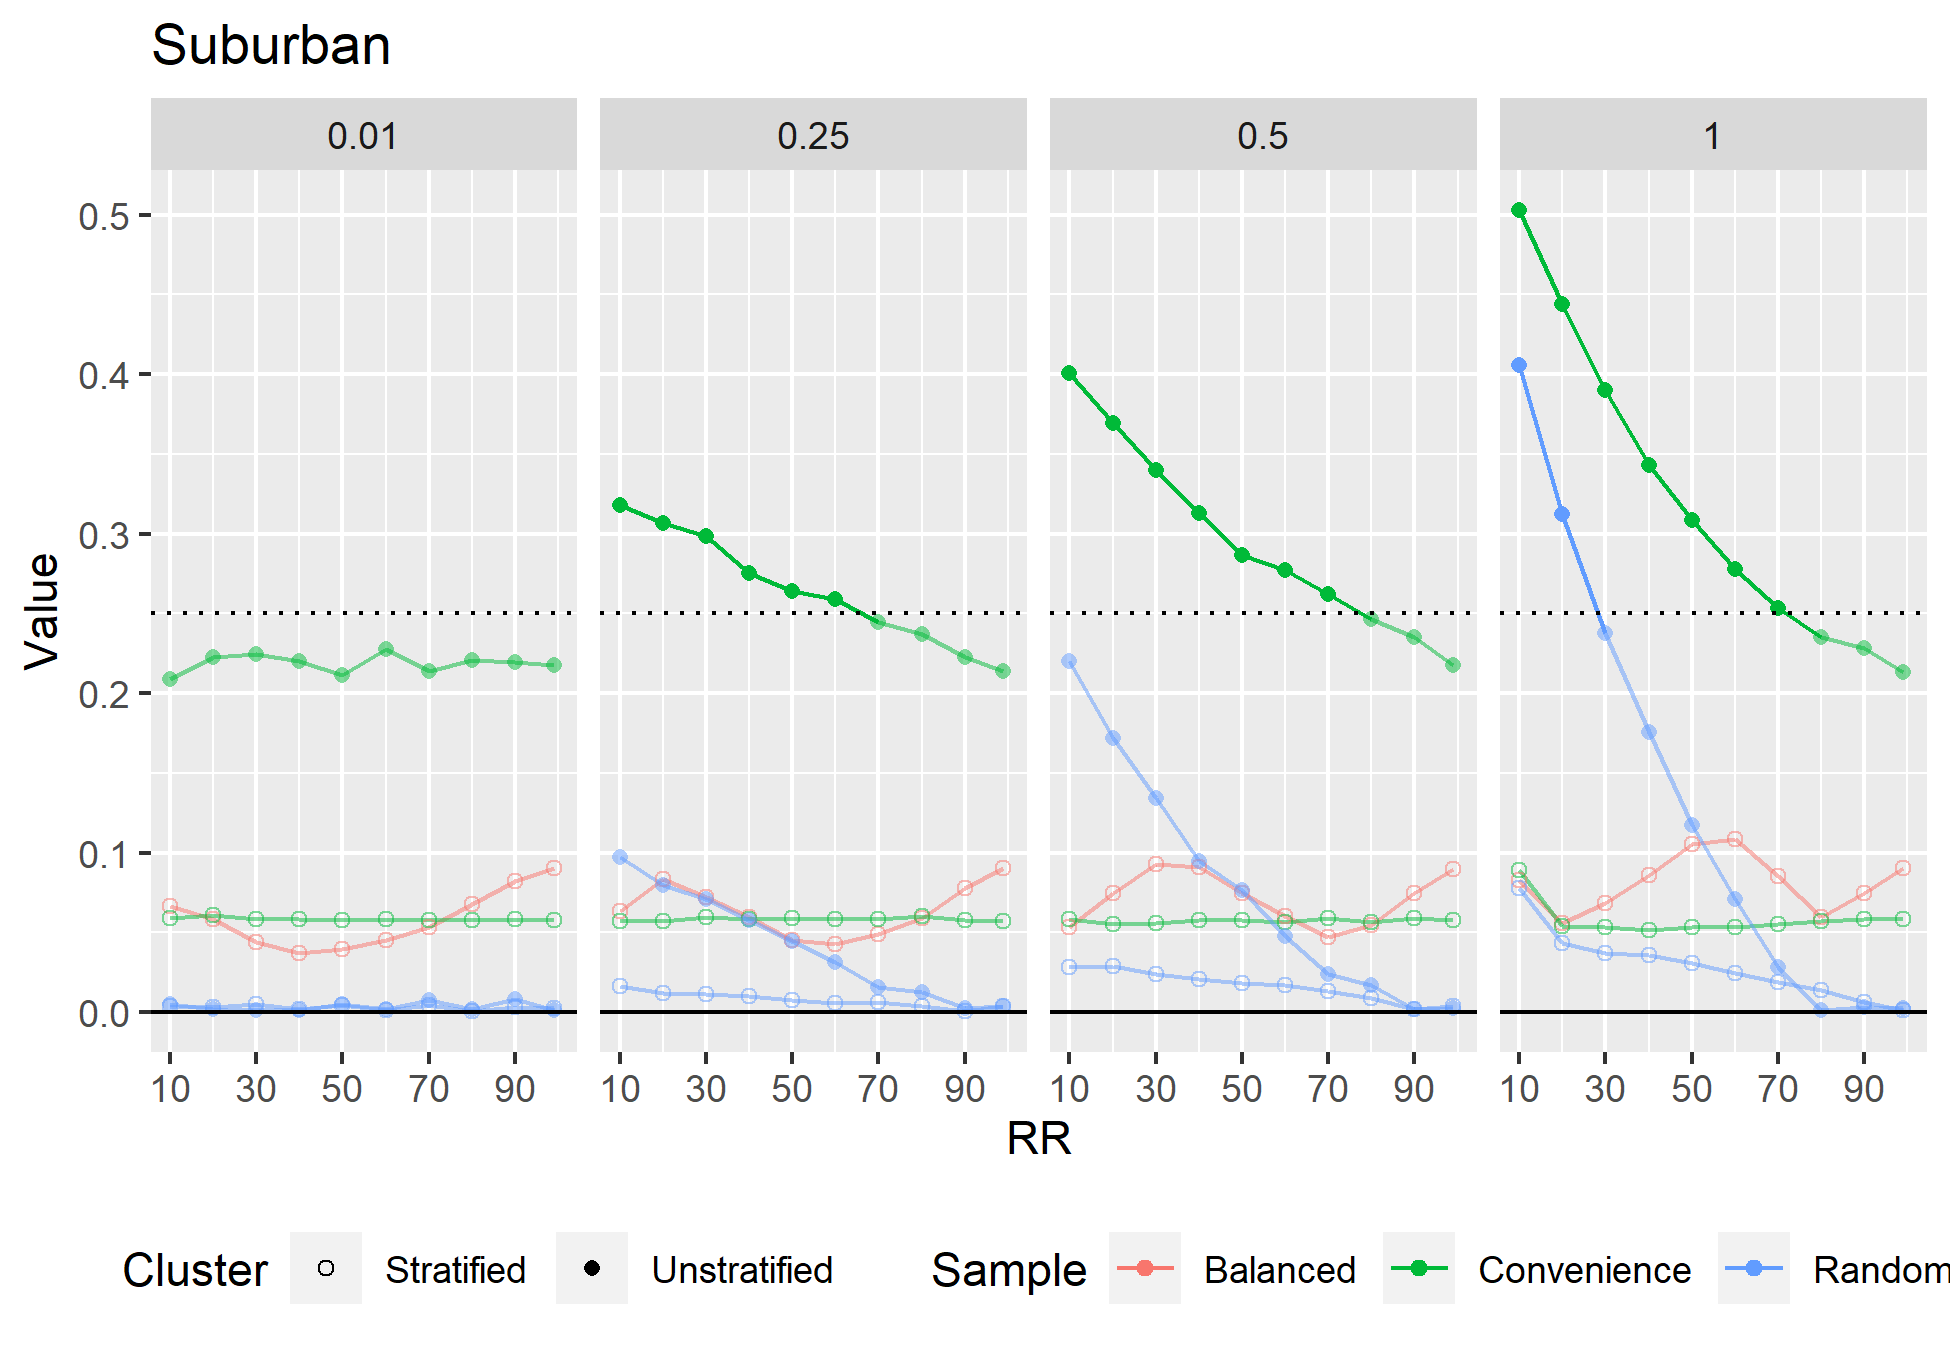 Suburban
0.01 0.25 0.5 1
0.5
0.4
0.3
0.2
0.1
0.0
Value
10 30 50 70 90 10 30 50 70 90 10 30 50 70 90 10 30 50 70 90
RR
Cluster Stratified Unstratified Sample Balanced Convenience Random